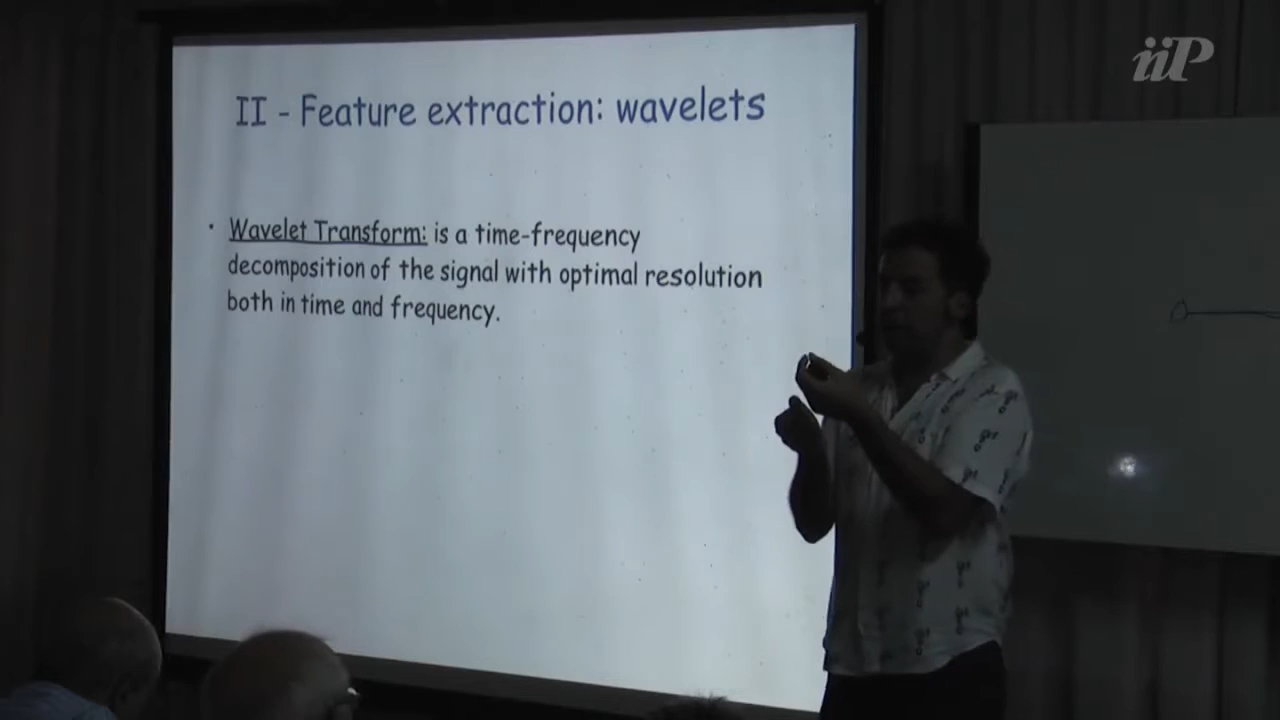 iiP
II - Feature extraction: wavelets
• Wavelet Transform: is a time-frequency
decomposition of the signal with optimal resolution
both in time and frequency.